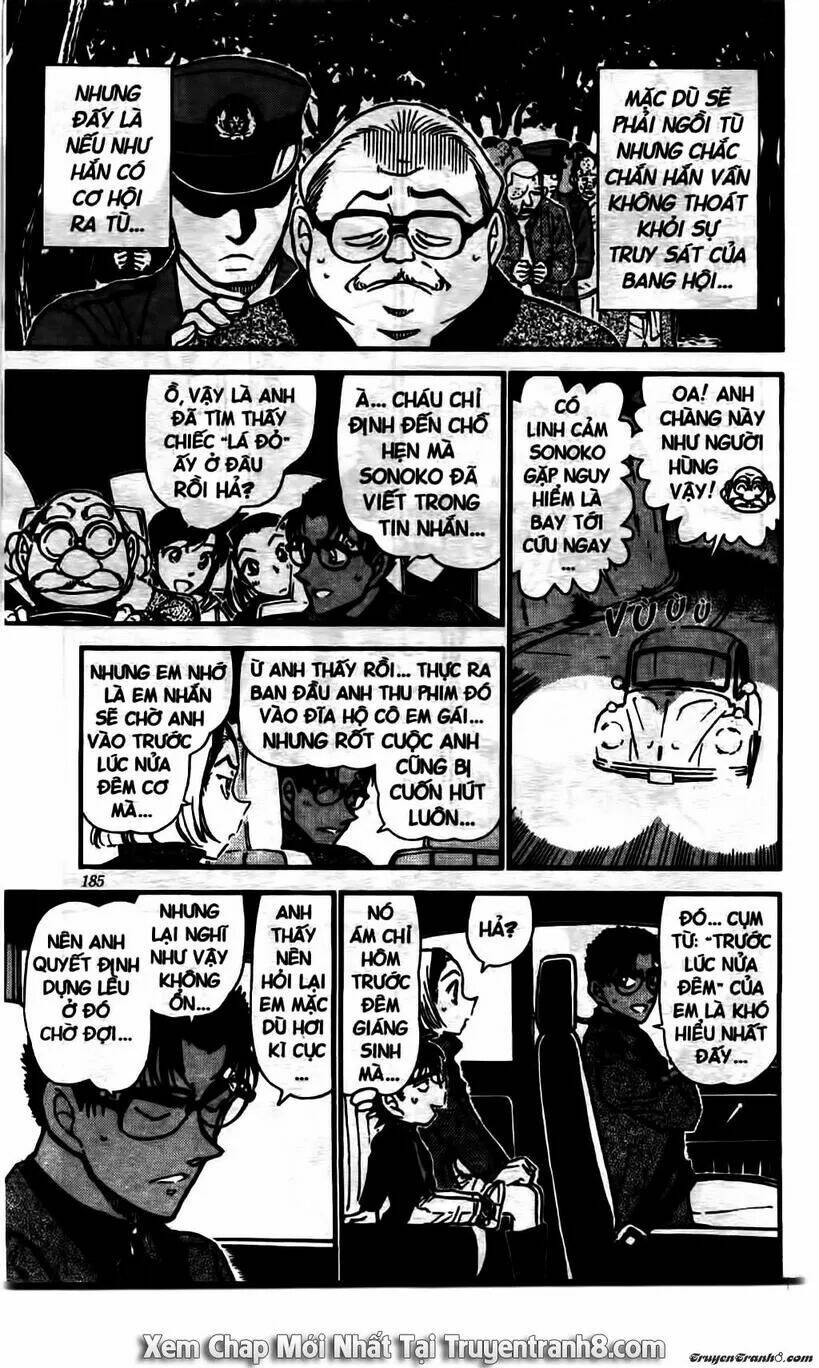 MẶC DÙ SẼ
PHẢI NGỒI TÙ
NHƯNG CHẮC
CHẮN HẮN VẪN
KHÔNG THOÁT
KHỎI SỰ
TRUY SÁT CỦA
BANG HỘI...
NHƯNG
ĐẤY LÀ
NẾU NHƯ
HẮN CÓ
CƠ HỘI
RA TÙ...
OA! ANH
CHÀNG NÀY
NHƯ NGƯỜI
HÙNG
VẬY!
CÓ
LINH CẢM
SONOKO
GẶP NGUY
HIỂM LÀ
BAY TỚI
CỨU NGAY
...
VÙÙÙ
À... CHÁU CHỈ
ĐỊNH ĐẾN CHỖ
HẸN MÀ
SONOKO ĐÃ
VIẾT TRONG
TIN NHẮN...
Ồ, VẬY LÀ ANH
ĐÃ TÌM THẤY
CHIẾC "LÁ ĐỎ"
ẤY Ở ĐÂU
RỒI HẢ?
Ừ ANH THẤY RỒI... THỰC RA
BAN ĐẦU ANH THU PHIM ĐÓ
VÀO ĐĨA HỘ CÔ EM GÁI...
NHƯNG RỐT CUỘC ANH
CŨNG BỊ
CUỐN HÚT
LUÔN...
NHƯNG EM NHỚ
LÀ EM NHẮN
SẼ CHỜ ANH
VÀO TRƯỚC
LÚC NỬA
ĐÊM CƠ
MÀ...
185
ĐÓ... CỤM
TỪ: "TRƯỚC
LÚC NỬA
ĐÊM" CỦA
EM LÀ KHÓ
HIỂU NHẤT
ĐẤY...
HẢ?
NÓ
ÁM CHỈ
HÔM
TRƯỚC
ĐÊM
GIÁNG
SINH
MÀ...
ANH
THẤY NÊN
HỎI LẠI
EM MẶC
DÙ HƠI
KÌ CỤC
...
NHƯNG
LẠI NGHĨ
NHƯ VẬY
KHÔNG
ỔN...
NÊN ANH
QUYẾT ĐỊNH
DỰNG LỀU
Ở ĐÓ
CHỜ ĐỢI...
Xem Chap Mới Nhất Tại Truyentranh8.com
TruyenTranh8.com